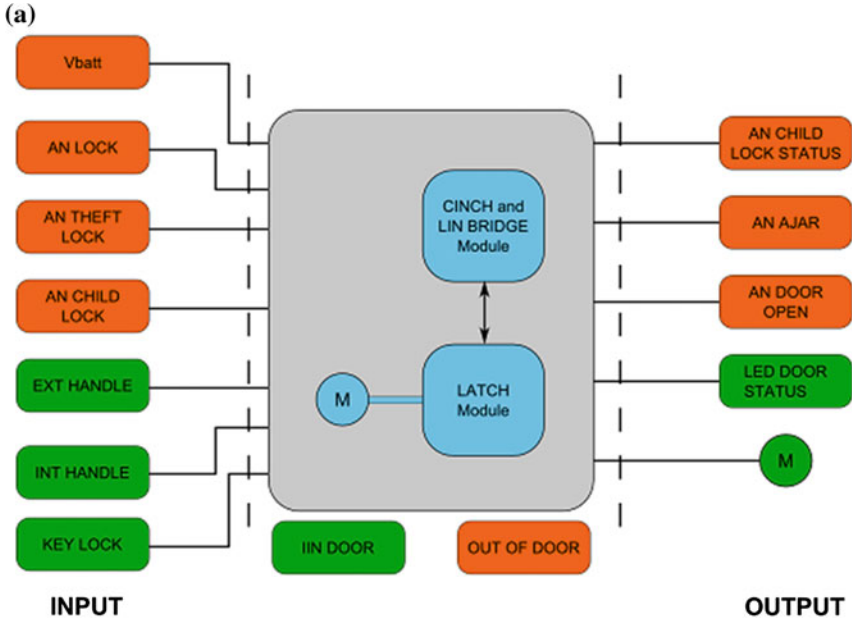 (a)
Vbatt
AN LOCK
AN THEFT
LOCK
AN CHILD
LOCK
EXT HANDLE
INT HANDLE
KEY LOCK
INPUT
CINCH and
LIN BRIDGE
Module
M
LATCH
Module
IIN DOOR
OUT OF DOOR
AN CHILD
LOCK STATUS
AN AJAR
AN DOOR
OPEN
LED DOOR
STATUS
M
OUTPUT